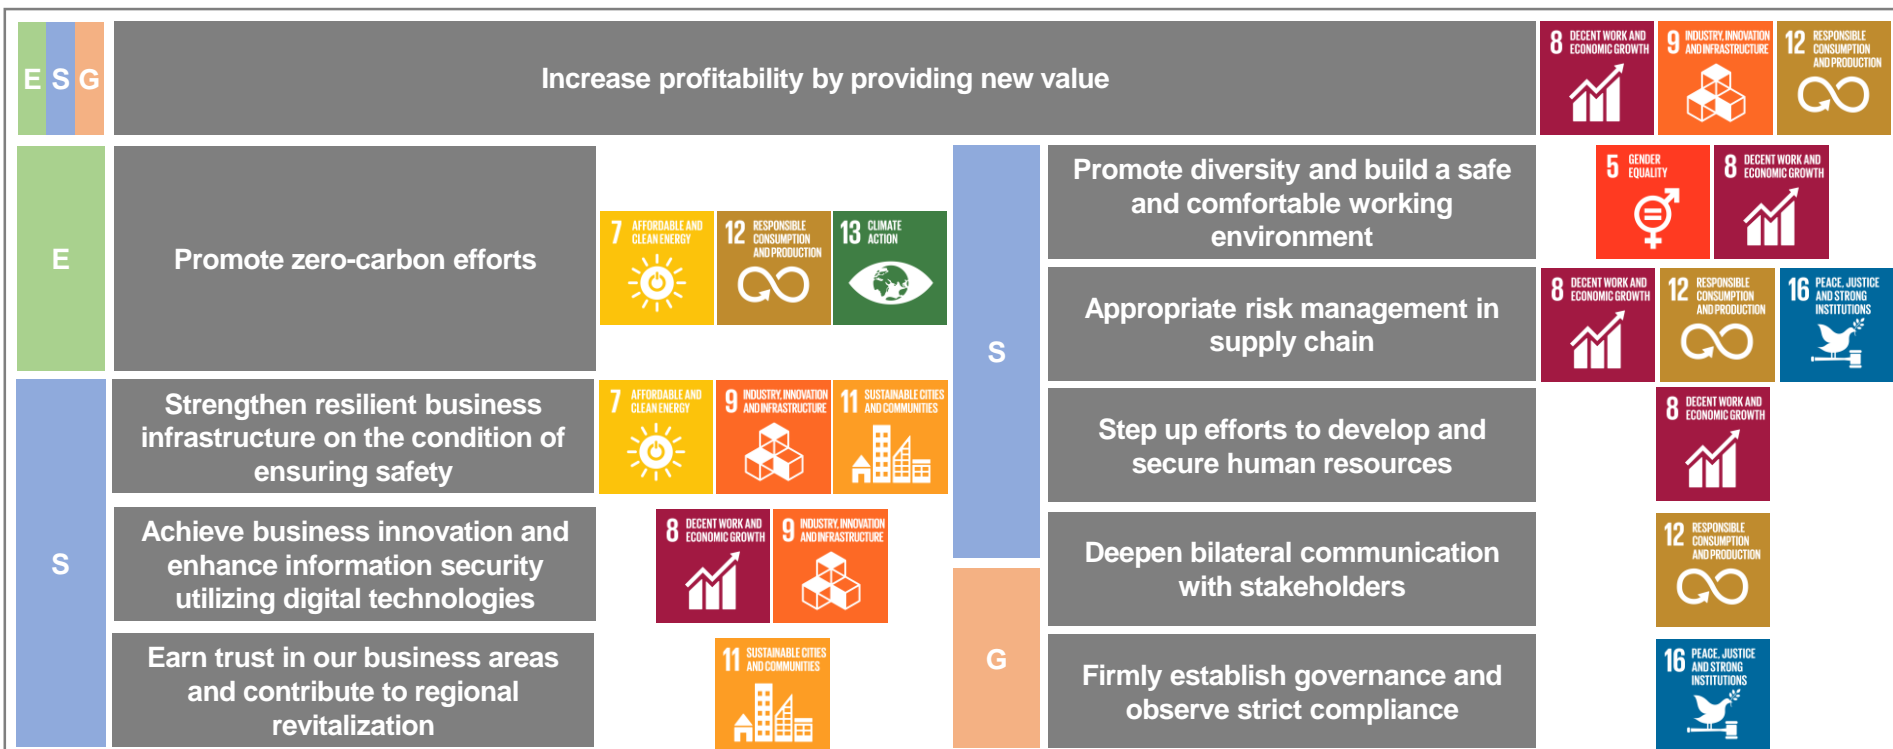 E S G
Increase profitability by providing new value
8 DECENT WORK AND
ECONOMIC GROWTH
9 INDUSTRY, INNOVATION
AND INFRASTRUCTURE
12 RESPONSIBLE
CONSUMPTION
AND PRODUCTION
E
Promote zero-carbon efforts
7 AFFORDABLE AND
CLEAN ENERGY
12 RESPONSIBLE
CONSUMPTION
AND PRODUCTION
13 CLIMATE
ACTION
S
Strengthen resilient business
infrastructure on the condition of
ensuring safety
7 AFFORDABLE AND
CLEAN ENERGY
9 INDUSTRY, INNOVATION
AND INFRASTRUCTURE
11 SUSTAINABLE CITIES
AND COMMUNITIES
Achieve business innovation and
enhance information security
utilizing digital technologies
8 DECENT WORK AND
ECONOMIC GROWTH
9 INDUSTRY, INNOVATION
AND INFRASTRUCTURE
Earn trust in our business areas
and contribute to regional
revitalization
11 SUSTAINABLE CITIES
AND COMMUNITIES
S
Promote diversity and build a safe
and comfortable working
environment
5 GENDER
EQUALITY
8 DECENT WORK AND
ECONOMIC GROWTH
Appropriate risk management in
supply chain
8 DECENT WORK AND
ECONOMIC GROWTH
12 RESPONSIBLE
CONSUMPTION
AND PRODUCTION
16 PEACE, JUSTICE
AND STRONG
INSTITUTIONS
Step up efforts to develop and
secure human resources
8 DECENT WORK AND
ECONOMIC GROWTH
Deepen bilateral communication
with stakeholders
12 RESPONSIBLE
CONSUMPTION
AND PRODUCTION
G
Firmly establish governance and
observe strict compliance
16 PEACE, JUSTICE
AND STRONG
INSTITUTIONS